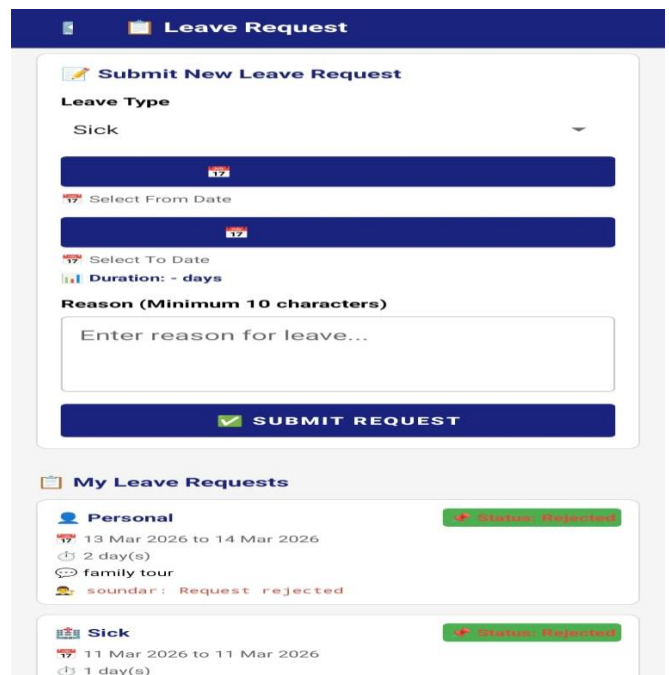 Leave Request
Submit New Leave Request
Leave Type
Sick
17
17 Select From Date
17
17 Select To Date
Duration: - days
Reason (Minimum 10 characters)
Enter reason for leave...
SUBMIT REQUEST
My Leave Requests
Personal
Status: Rejected
17 13 Mar 2026 to 14 Mar 2026
2 day(s)
family tour
soundar: Request rejected
Sick
Status: Rejected
17 11 Mar 2026 to 11 Mar 2026
1 day(s)